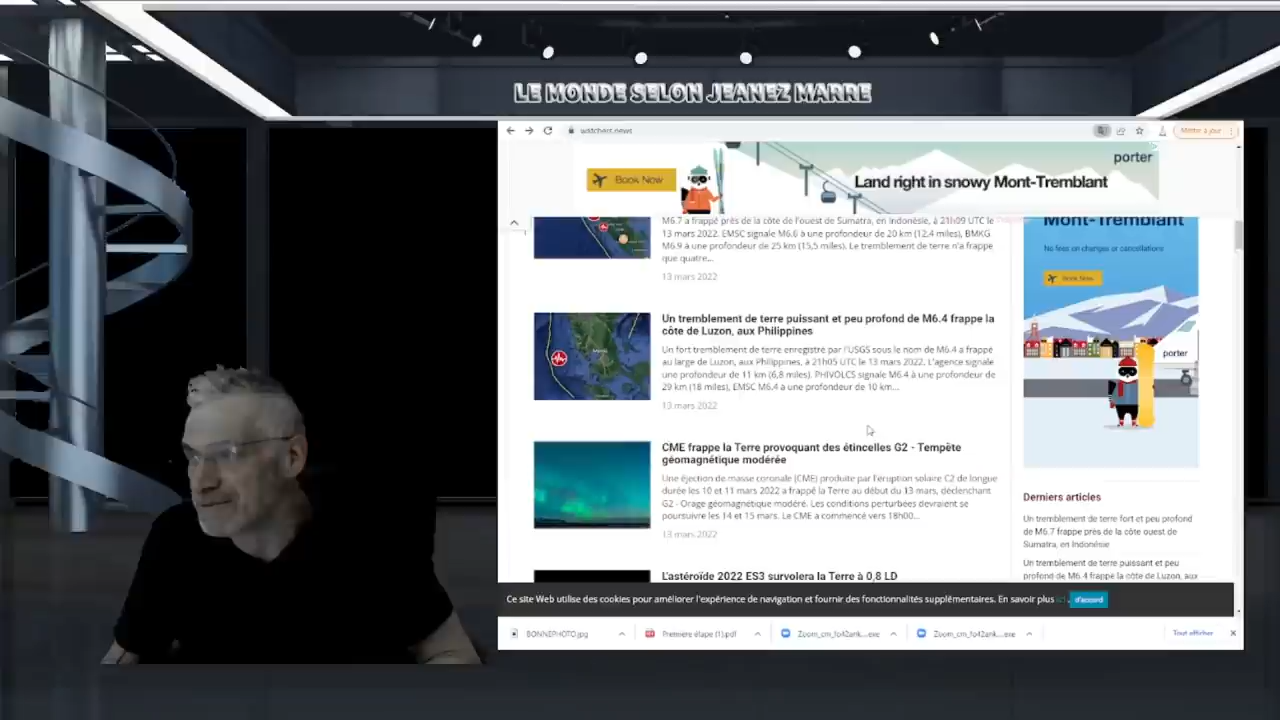 LE MONDE SELON JEANEZ MARRE
watchers.news
Mettre à jour
Book Now
porter
Land right in snowy Mont-Tremblant
M6.7 a frappé près de la côte de l'ouest de Sumatra, en Indonésie, à 21h09 UTC le
13 mars 2022. EMSC signale M6.6 à une profondeur de 20 km (12,4 miles), BMKG
M6.9 à une profondeur de 25 km (15,5 miles). Le tremblement de terre n'a frappé
que quatre...
13 mars 2022
Un tremblement de terre puissant et peu profond de M6.4 frappe la
côte de Luzon, aux Philippines
Un fort tremblement de terre enregistré par l'USGS sous le nom de M6.4 a frappé
au large de Luzon, aux Philippines, à 21h05 UTC le 13 mars 2022. L'agence signale
une profondeur de 11 km (6,8 miles). PHIVOLCS signale M6.4 à une profondeur de
29 km (18 miles), EMSC M6.4 à une profondeur de 10 km...
13 mars 2022
CME frappe la Terre provoquant des étincelles G2 - Tempête
géomagnétique modérée
Une éjection de masse coronale (CME) produite par l'éruption solaire C2 de longue
durée les 10 et 11 mars 2022 a frappé la Terre au début du 13 mars, déclenchant
G2 - Orage géomagnétique modéré. Les conditions perturbées devraient se
poursuivre les 14 et 15 mars. Le CME a commencé vers 18h00...
13 mars 2022
L'astéroïde 2022 ES3 survolera la Terre à 0,8 LD
Mont-Tremblant
No fees on changes or cancellations
Book Now
porter
Derniers articles
Un tremblement de terre fort et peu profond
de M6.7 frappe près de la côte ouest de
Sumatra, en Indonésie
Un tremblement de terre puissant et peu
profond de M6.4 frappe la côte de Luzon, aux
Ce site Web utilise des cookies pour améliorer l'expérience de navigation et fournir des fonctionnalités supplémentaires. En savoir plus ici. d'accord
BONNEPHOTO.jpg
Première étape (1).pdf
Zoom_cm_fo42ank....exe
Zoom_cm_fo42ank....exe
Tout afficher